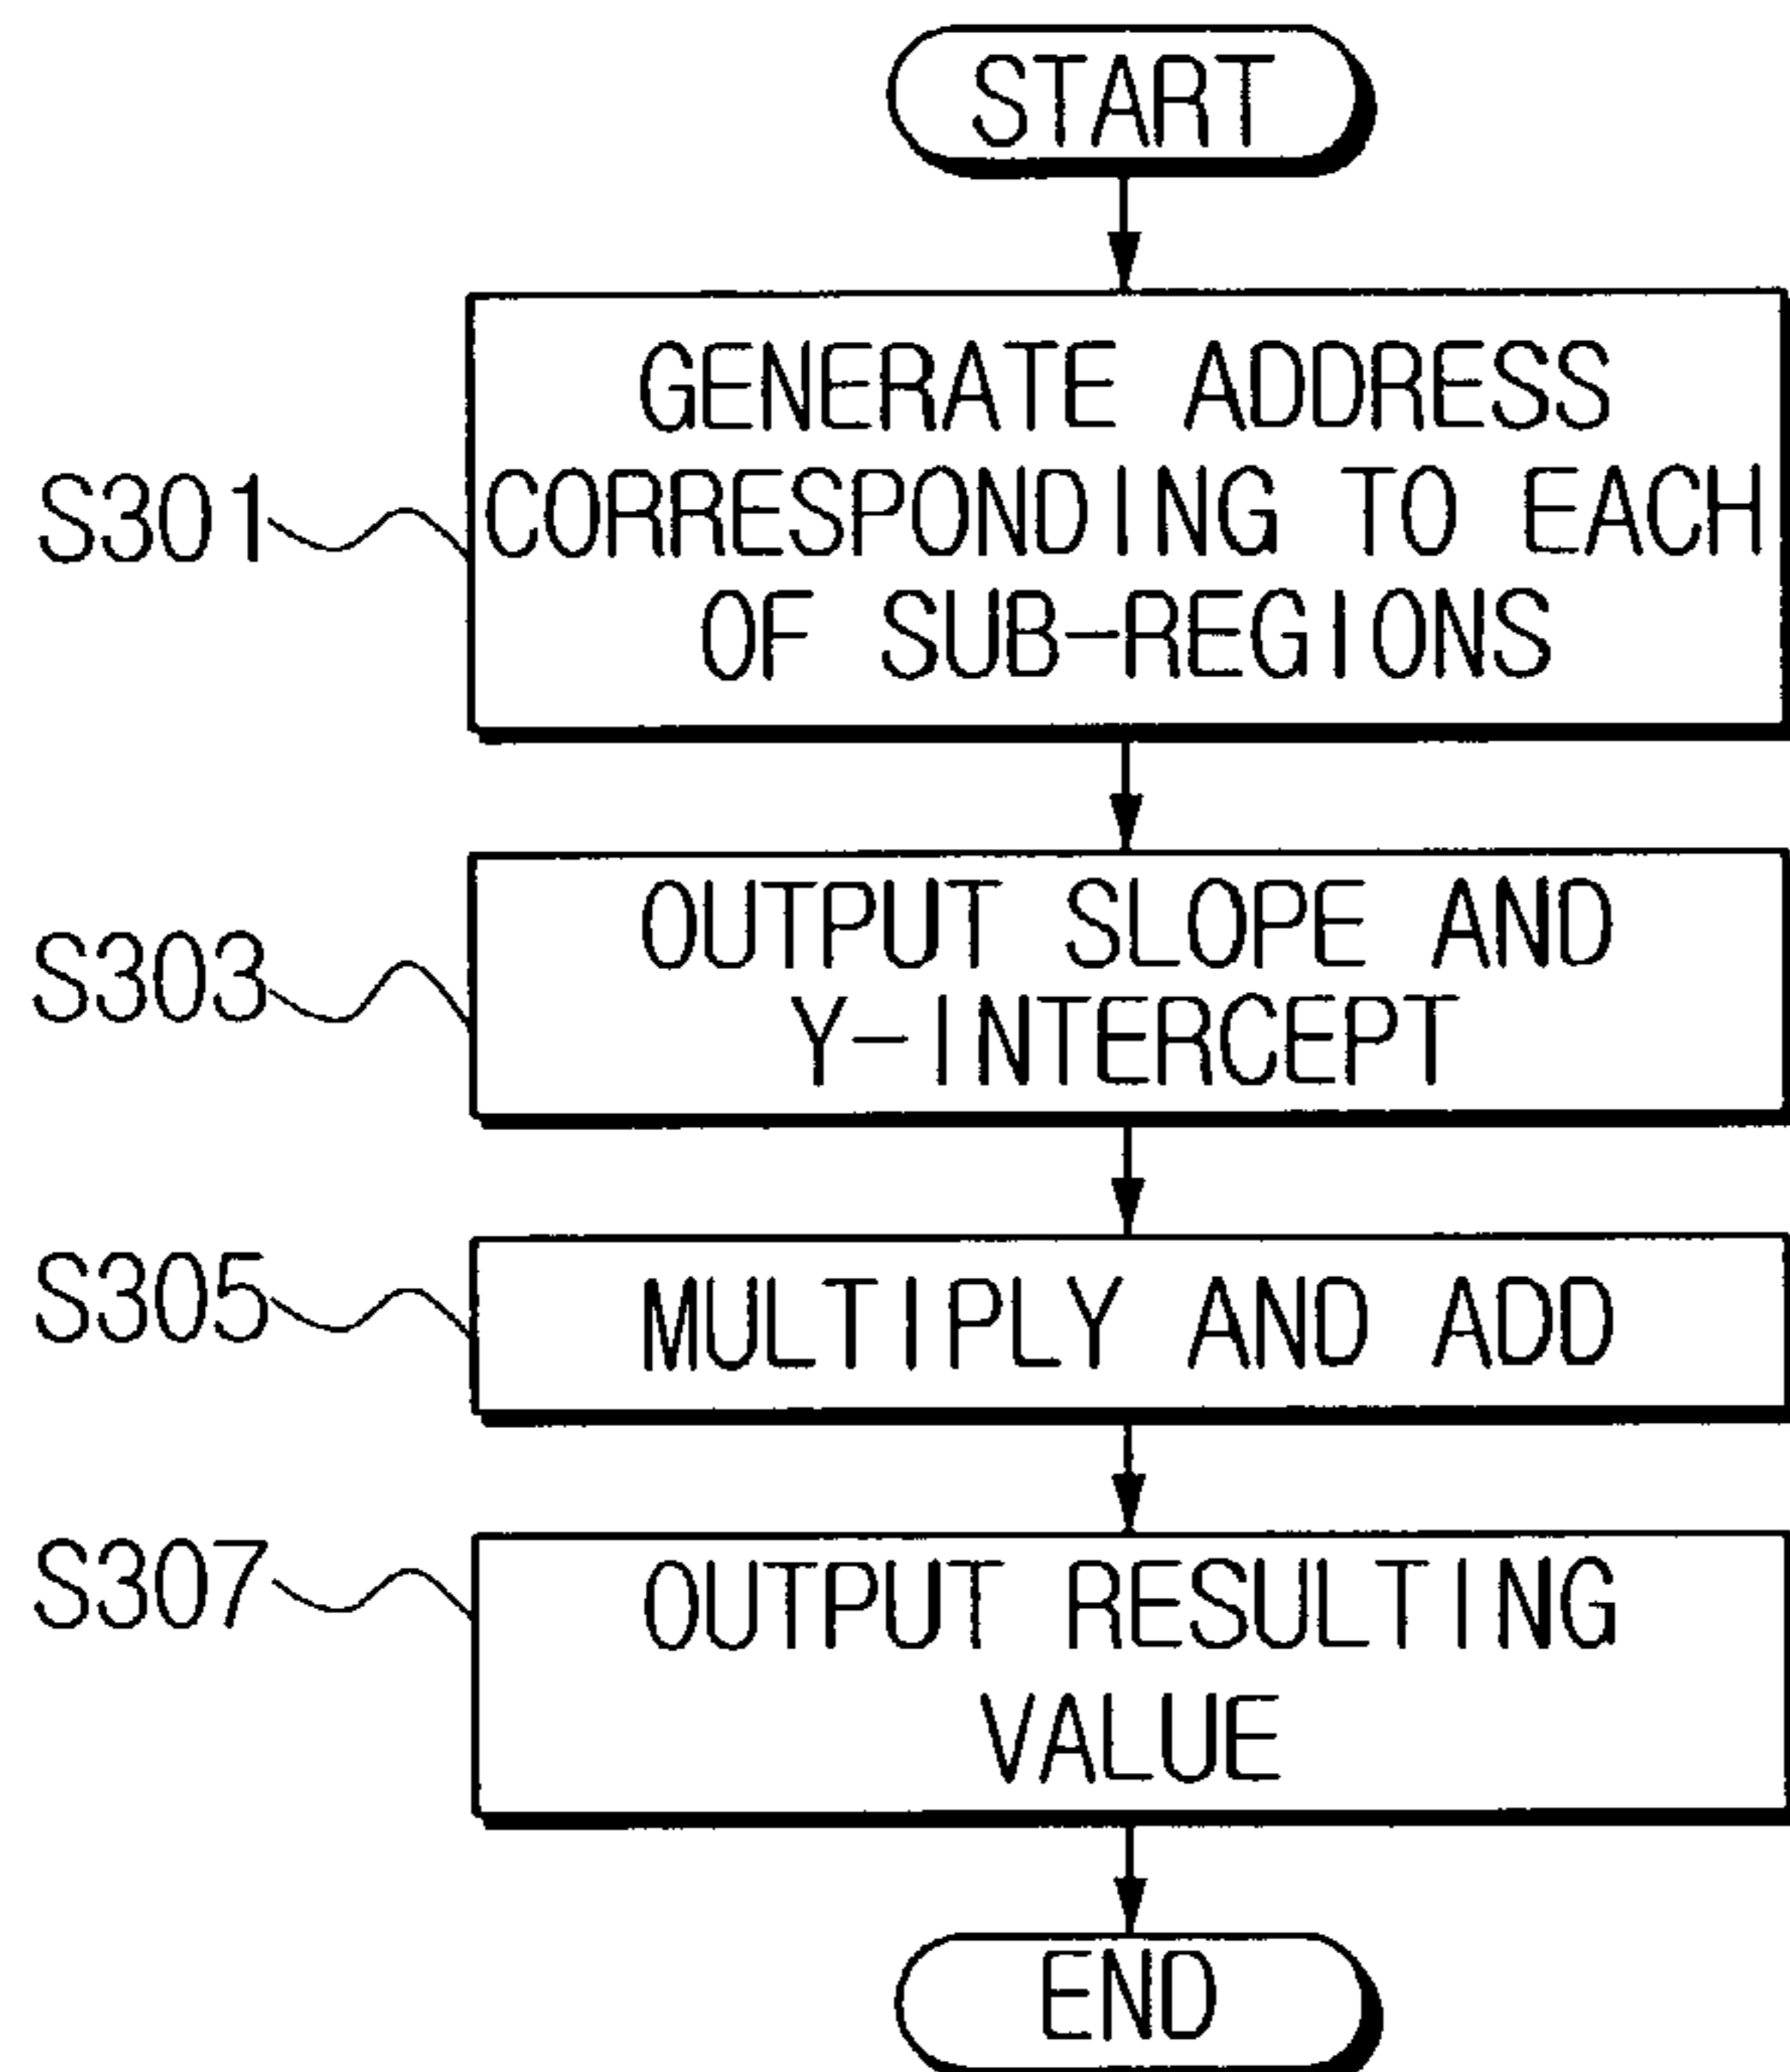 START
GENERATE ADDRESS
S301 CORRESPONDING TO EACH
OF SUB-REGIONS
OUTPUT SLOPE AND
S303
Y-INTERCEPT
S305 MULTIPLY AND ADD
S307 OUTPUT RESULTING
VALUE
END